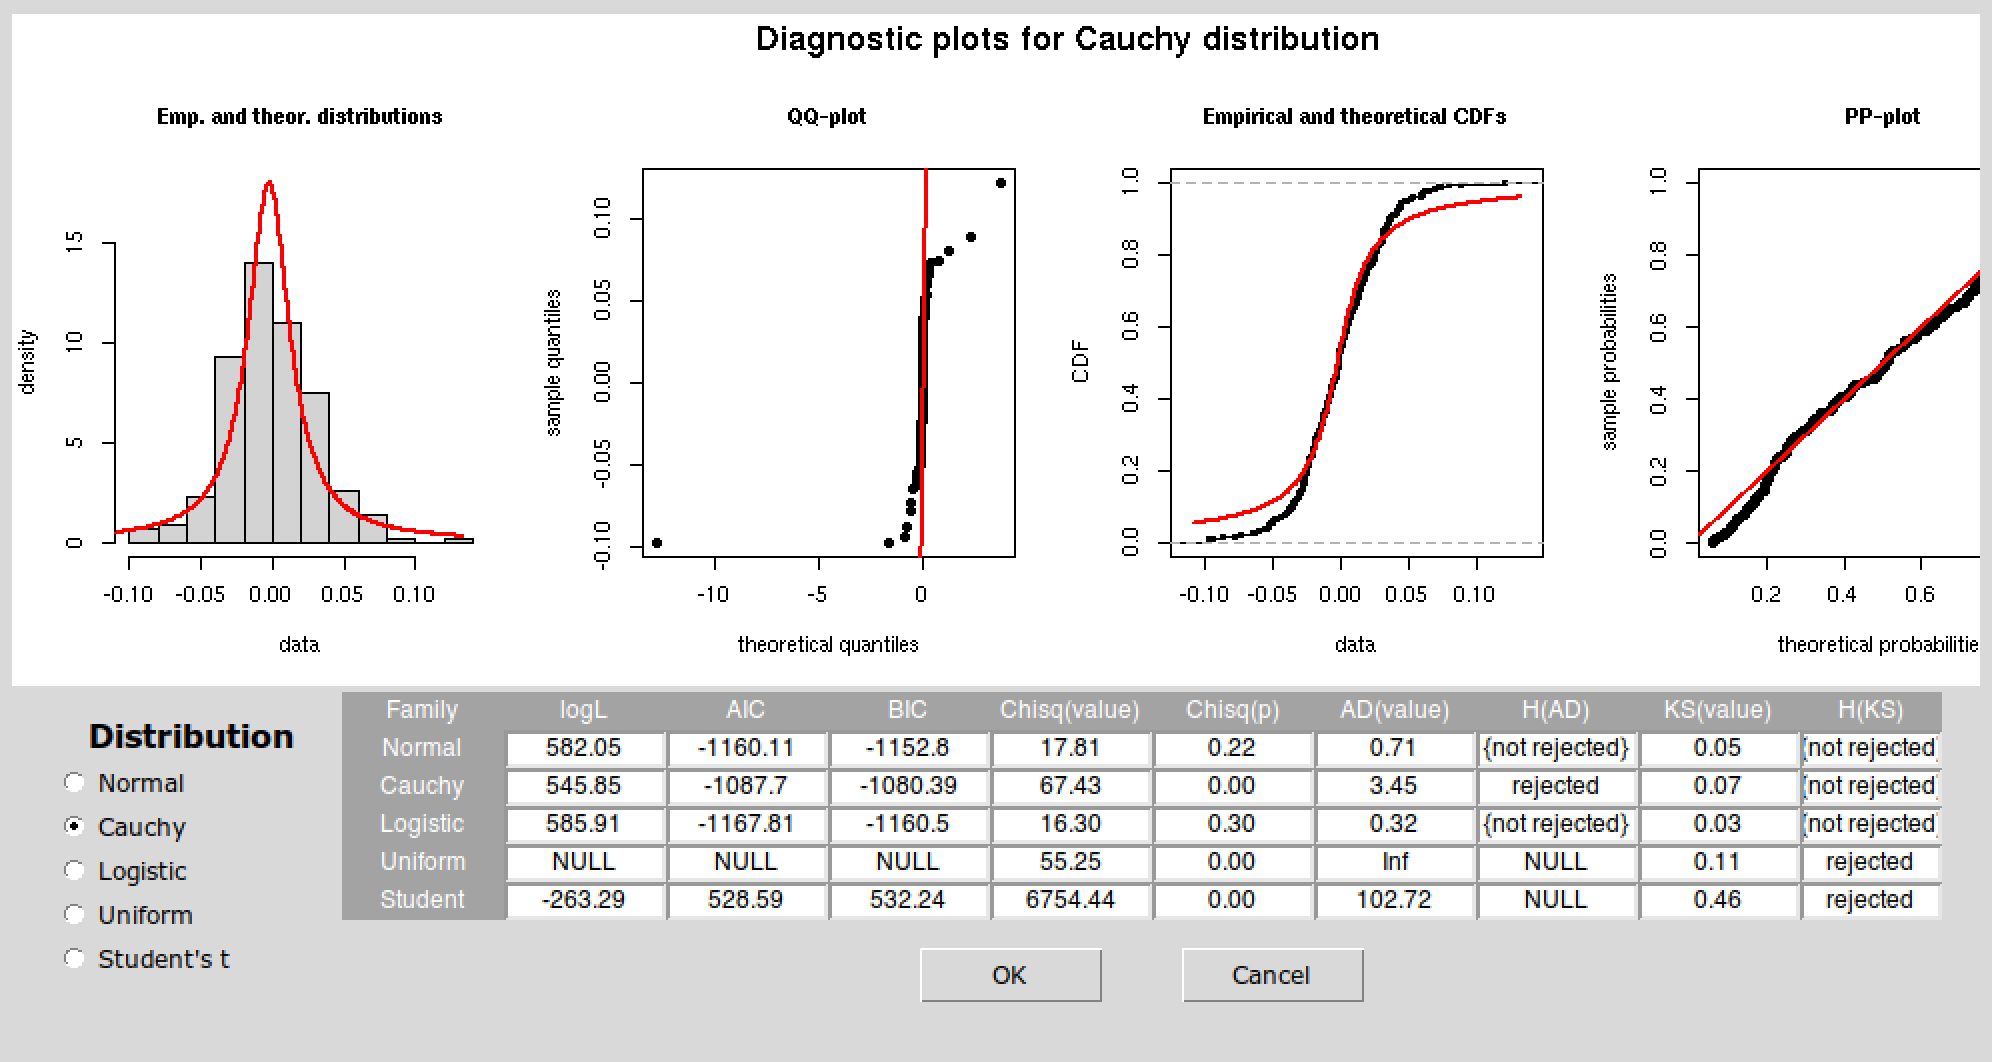 Diagnostic plots for Cauchy distribution
Emp. and theor. distributions
density
0
5
10
15
-0.10 -0.05 0.00 0.05 0.10
data
QQ-plot
sample quantiles
-0.10 -0.05 0.00 0.05 0.10
-10 -5 0
theoretical quantiles
Empirical and theoretical CDFs
CDF
0.0 0.2 0.4 0.6 0.8 1.0
-0.10 -0.05 0.00 0.05 0.10
data
PP-plot
sample probabilities
0.0 0.2 0.4 0.6 0.8 1.0
0.2 0.4 0.6
theoretical probabilitie
Distribution
Normal
Cauchy
Logistic
Uniform
Student's t
Family logL AIC BIC Chisq(value) Chisq(p) AD(value) H(AD) KS(value) H(KS)
Normal 582.05 -1160.11 -1152.8 17.81 0.22 0.71 {not rejected} 0.05 {not rejected
Cauchy 545.85 -1087.7 -1080.39 67.43 0.00 3.45 rejected 0.07 {not rejected
Logistic 585.91 -1167.81 -1160.5 16.30 0.30 0.32 {not rejected} 0.03 {not rejected
Uniform NULL NULL NULL 55.25 0.00 Inf NULL 0.11 rejected
Student -263.29 528.59 532.24 6754.44 0.00 102.72 NULL 0.46 rejected
OK Cancel